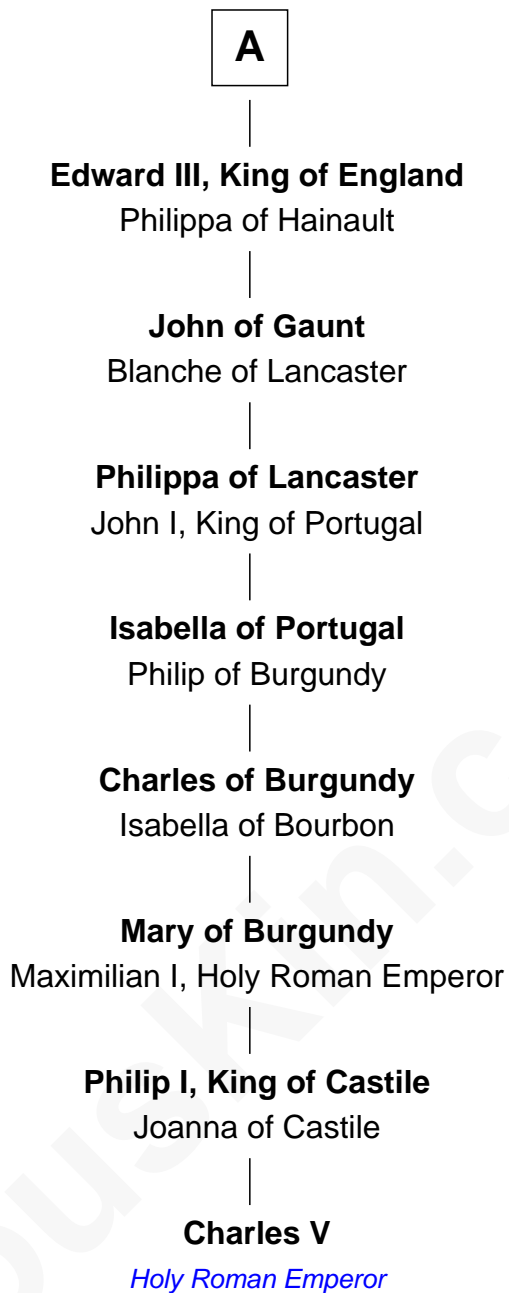 A
Edward III, King of England
Philippa of Hainault
John of Gaunt
Blanche of Lancaster
Philippa of Lancaster
John I, King of Portugal
Isabella of Portugal
Philip of Burgundy
Charles of Burgundy
Isabella of Bourbon
Mary of Burgundy
Maximilian I, Holy Roman Emperor
Philip I, King of Castile
Joanna of Castile
Charles V
Holy Roman Emperor